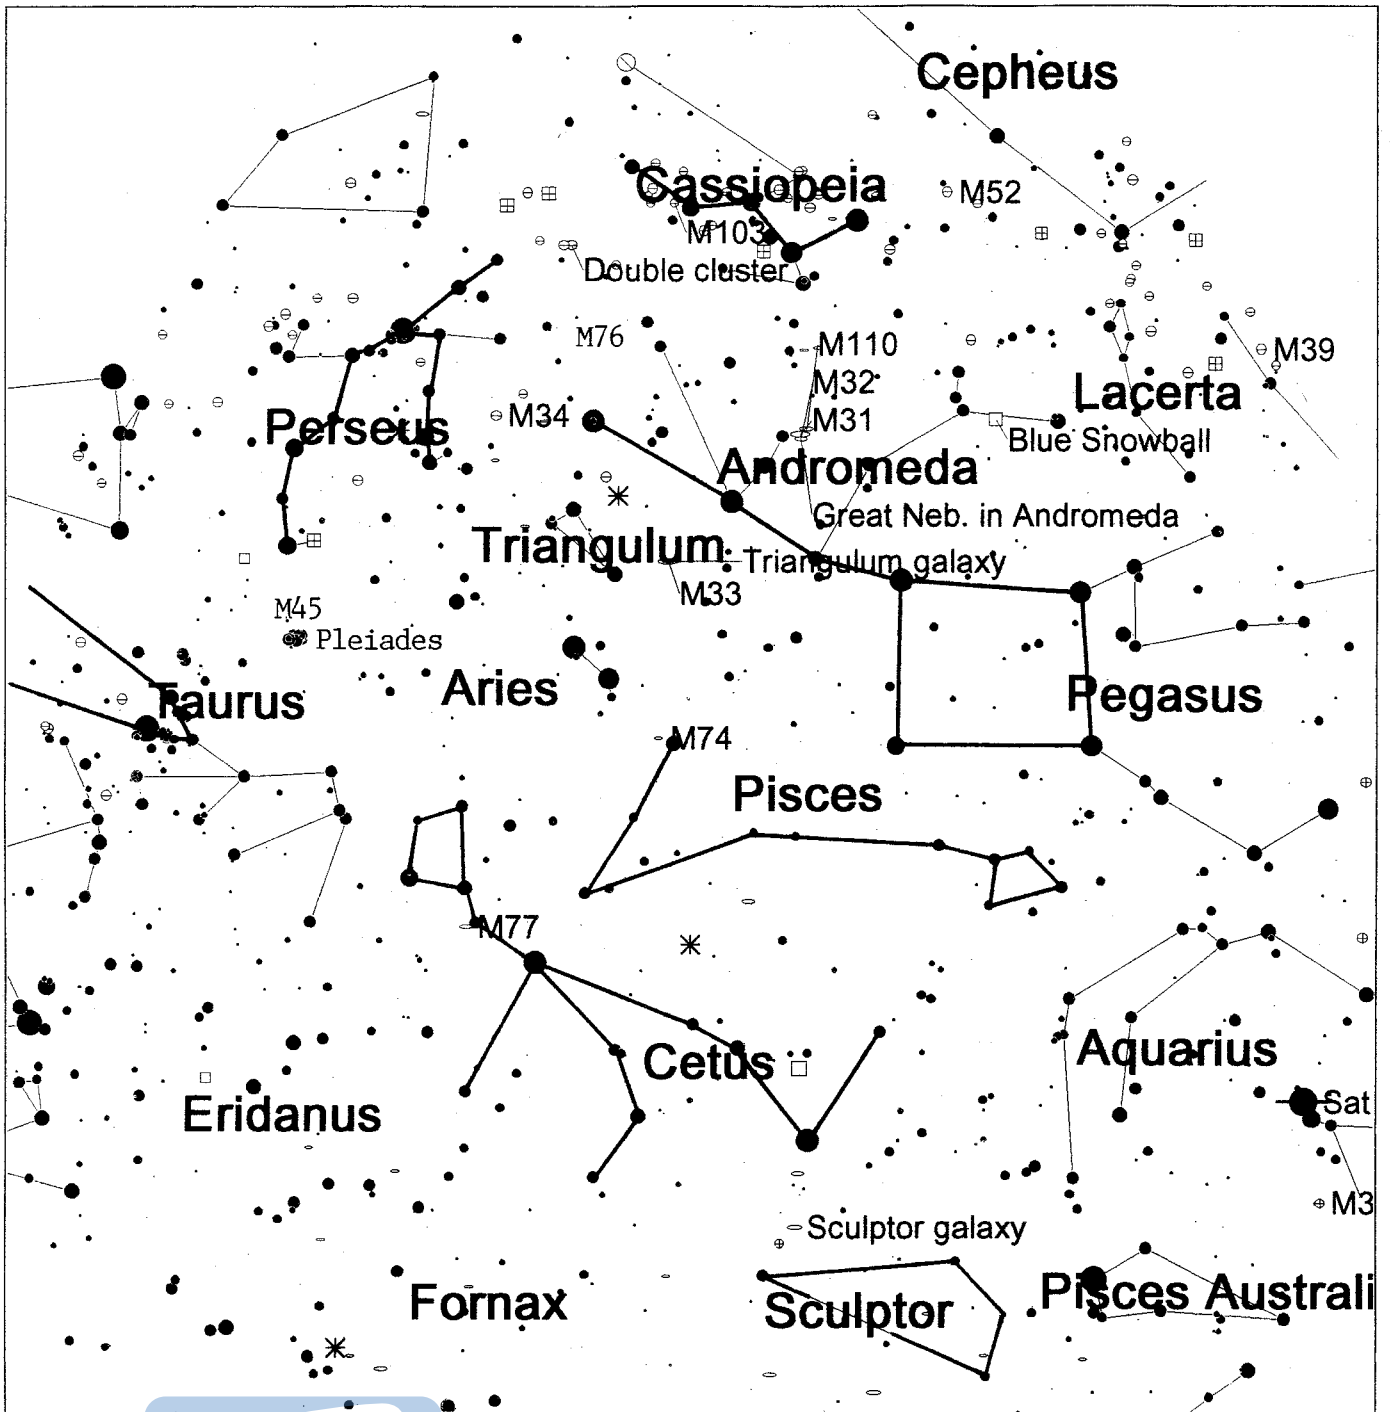 Cepheus
Cassiopeia
M52
M103
Double cluster
M76
M110
M39
M32
Lacerta
M34
M31
Perseus
Blue Snowball
Andromeda
Great Neb. in Andromeda
Triangulum
Triangulum galaxy
M33
M45
Pleiades
Aries
Taurus
Pegasus
M74
Pisces
M77
Cetus
Aquarius
Eridanus
Sat
M3
Sculptor galaxy
Fornax
Sculptor
Pisces Australi